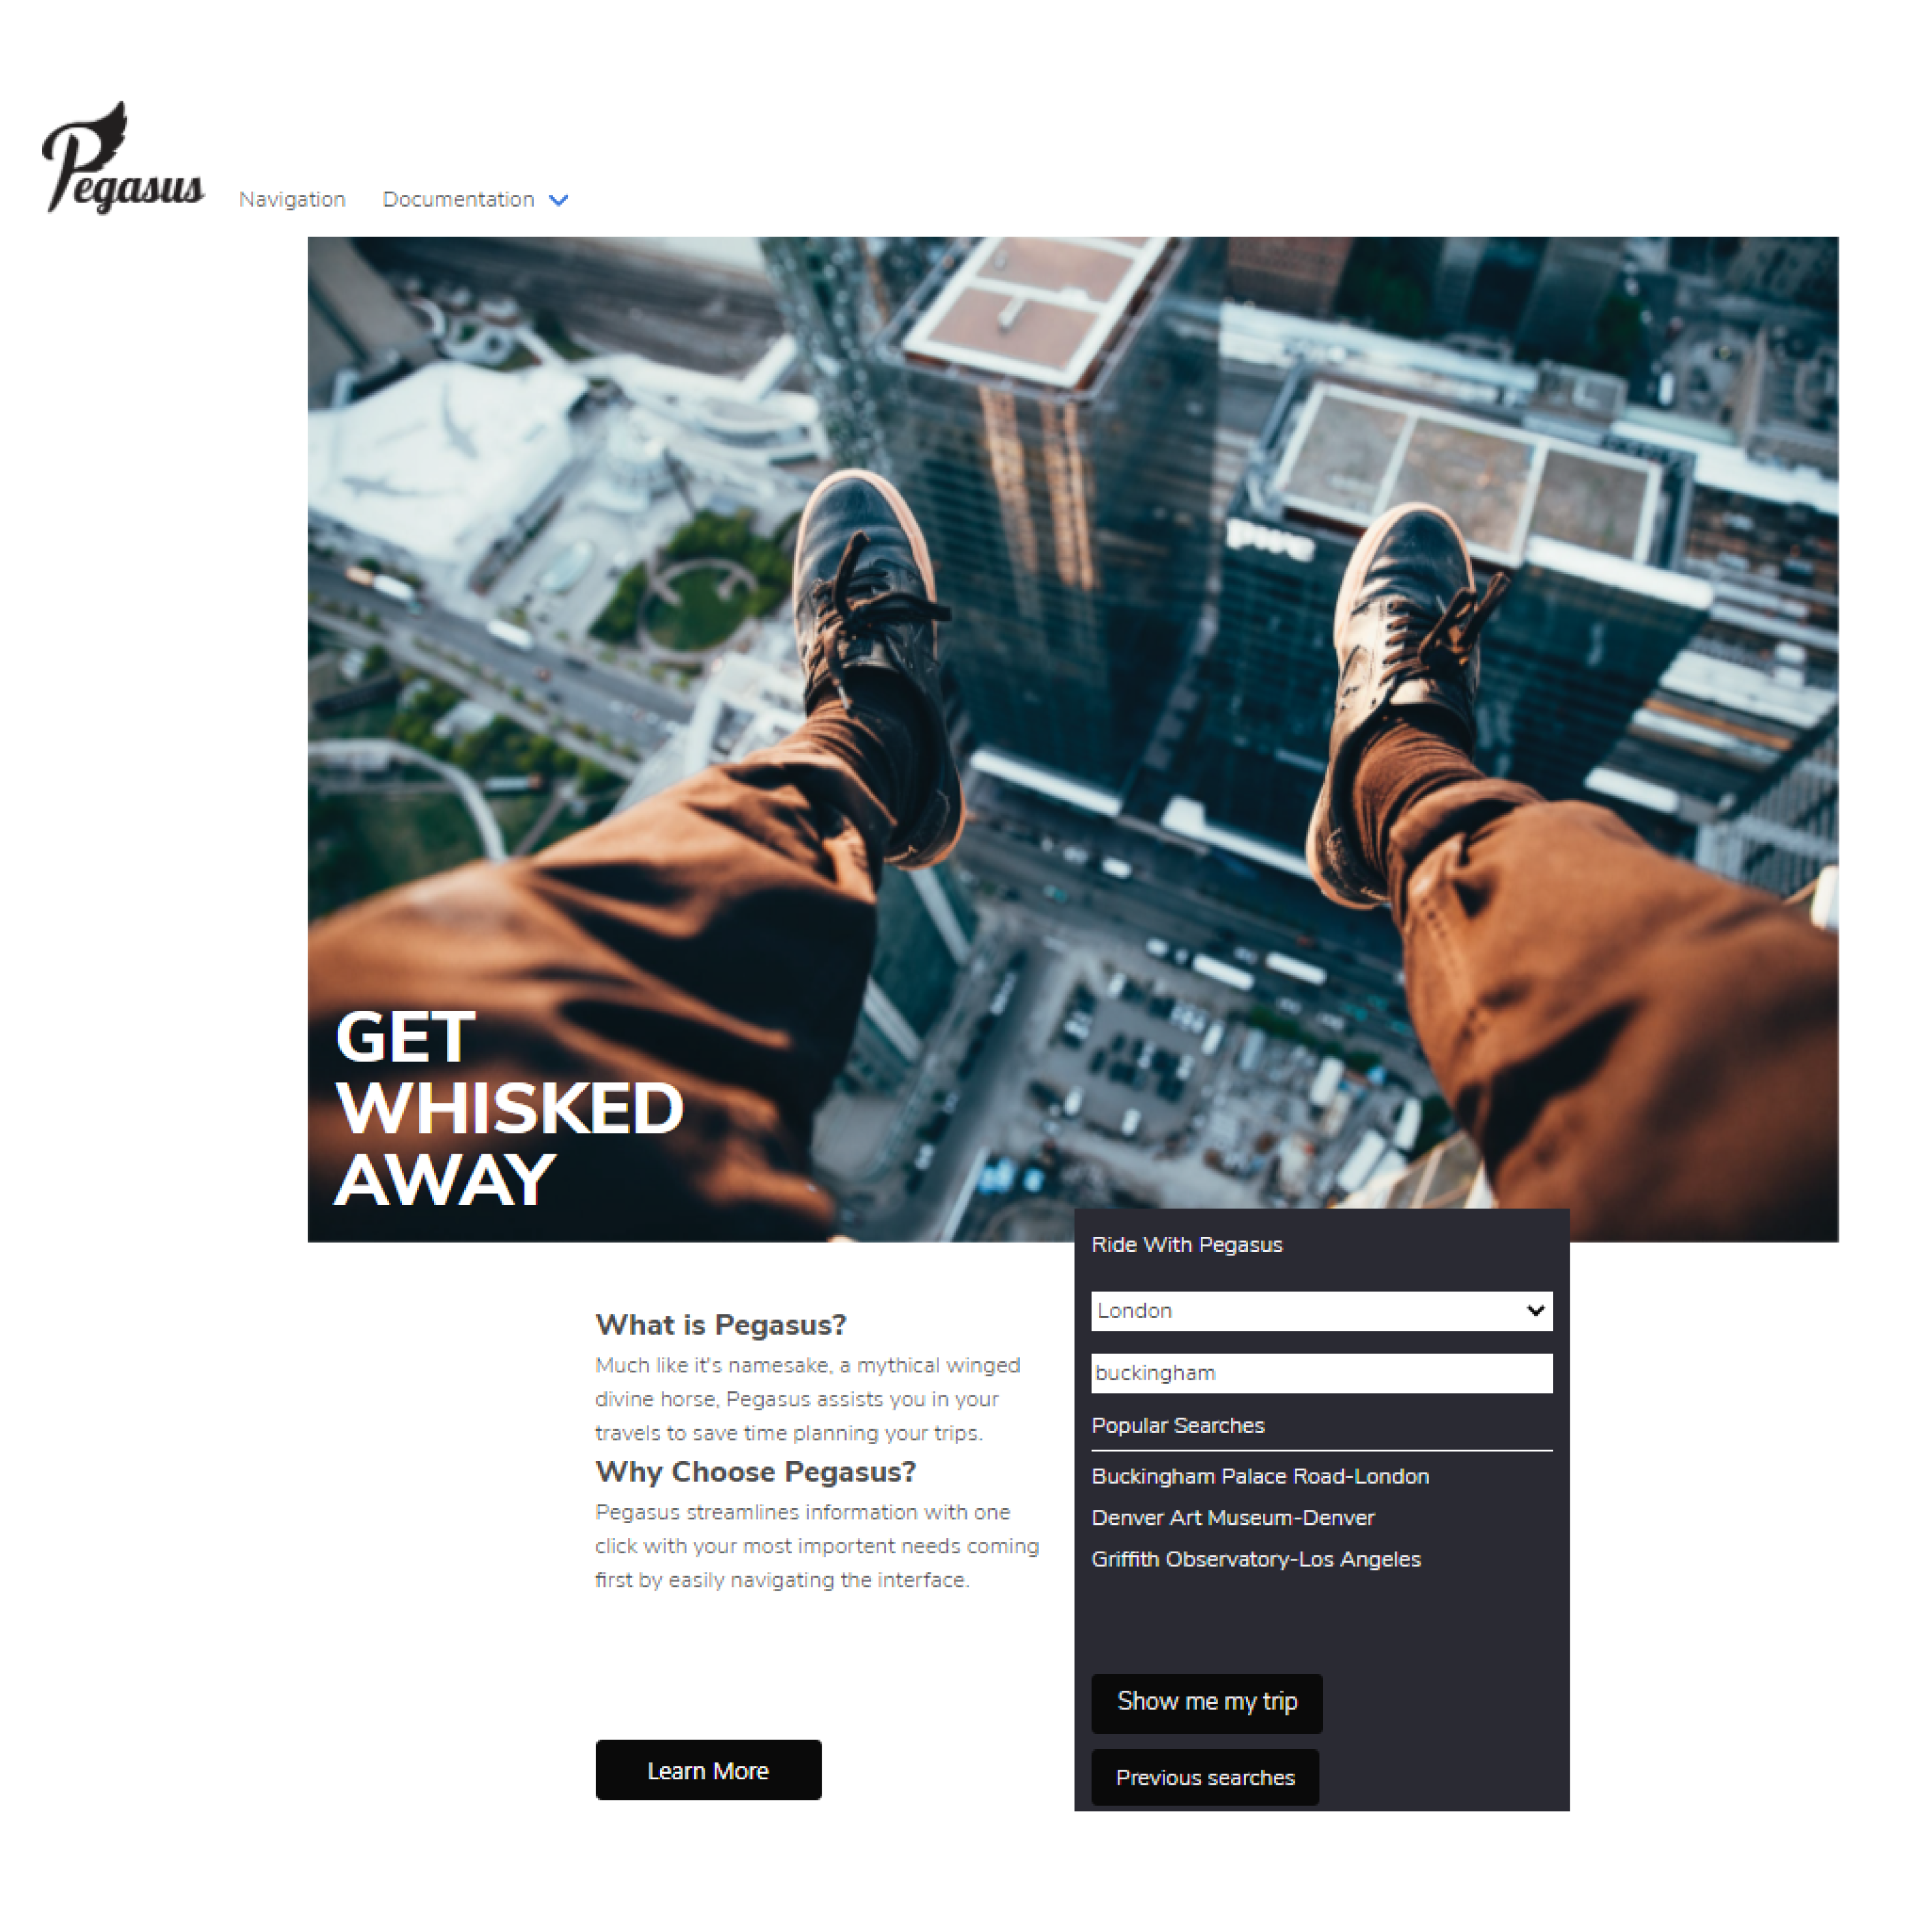 Pegasus
Navigation
Documentation
pwc
GET
WHISKED
AWAY
What is Pegasus?
Much like it's namesake, a mythical winged
divine horse, Pegasus assists you in your
travels to save time planning your trips.
Why Choose Pegasus?
Pegasus streamlines information with one
click with your most importent needs coming
first by easily navigating the interface.
Learn More
Ride With Pegasus
London
buckingham
Popular Searches
Buckingham Palace Road-London
Denver Art Museum-Denver
Griffith Observatory-Los Angeles
Show me my trip
Previous searches